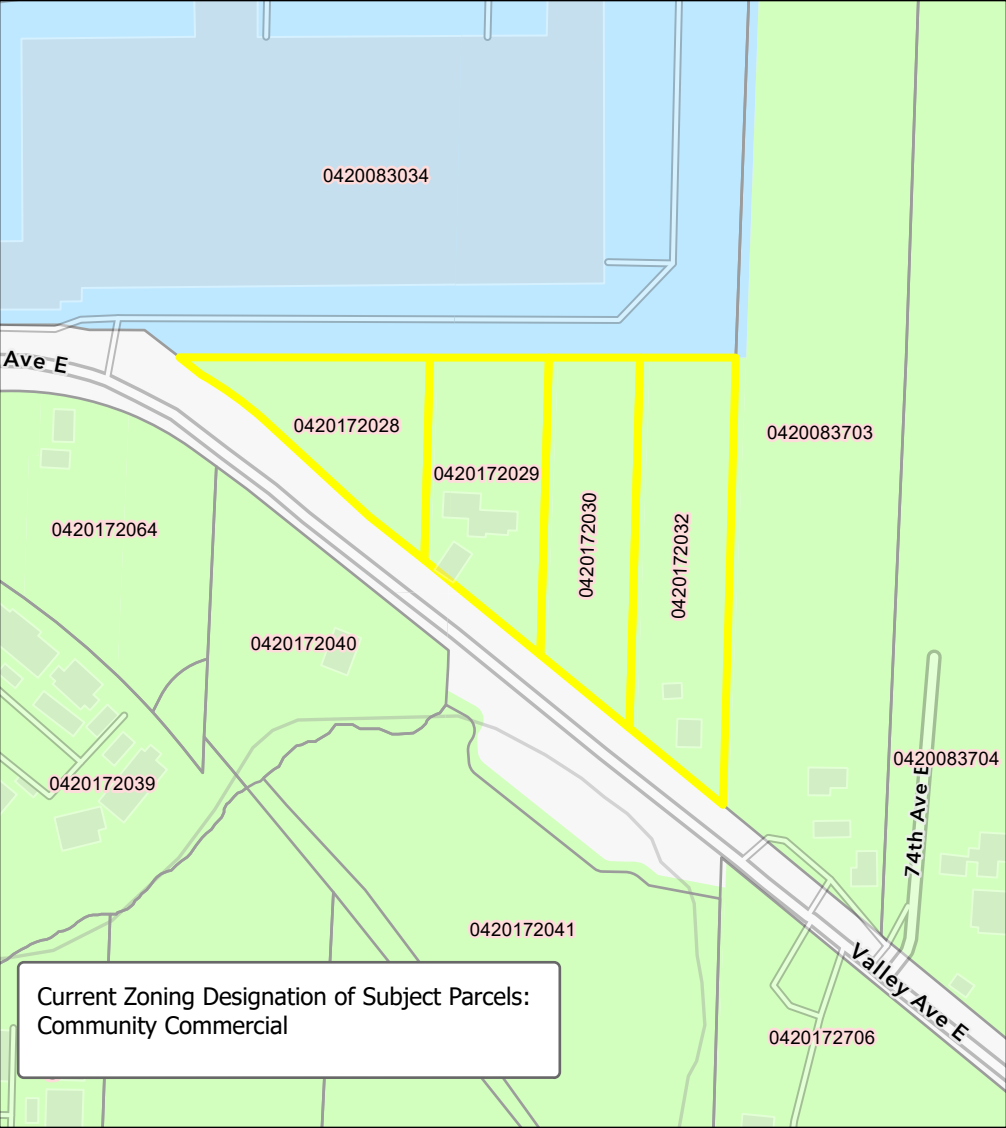 0420083034
Ave E
0420172028
0420083703
0420172029
0420172064
0420172030
0420172032
0420172040
0420172039
0420083704
74th Ave E
0420172041
Valley Ave E
Current Zoning Designation of Subject Parcels:
Community Commercial
0420172706